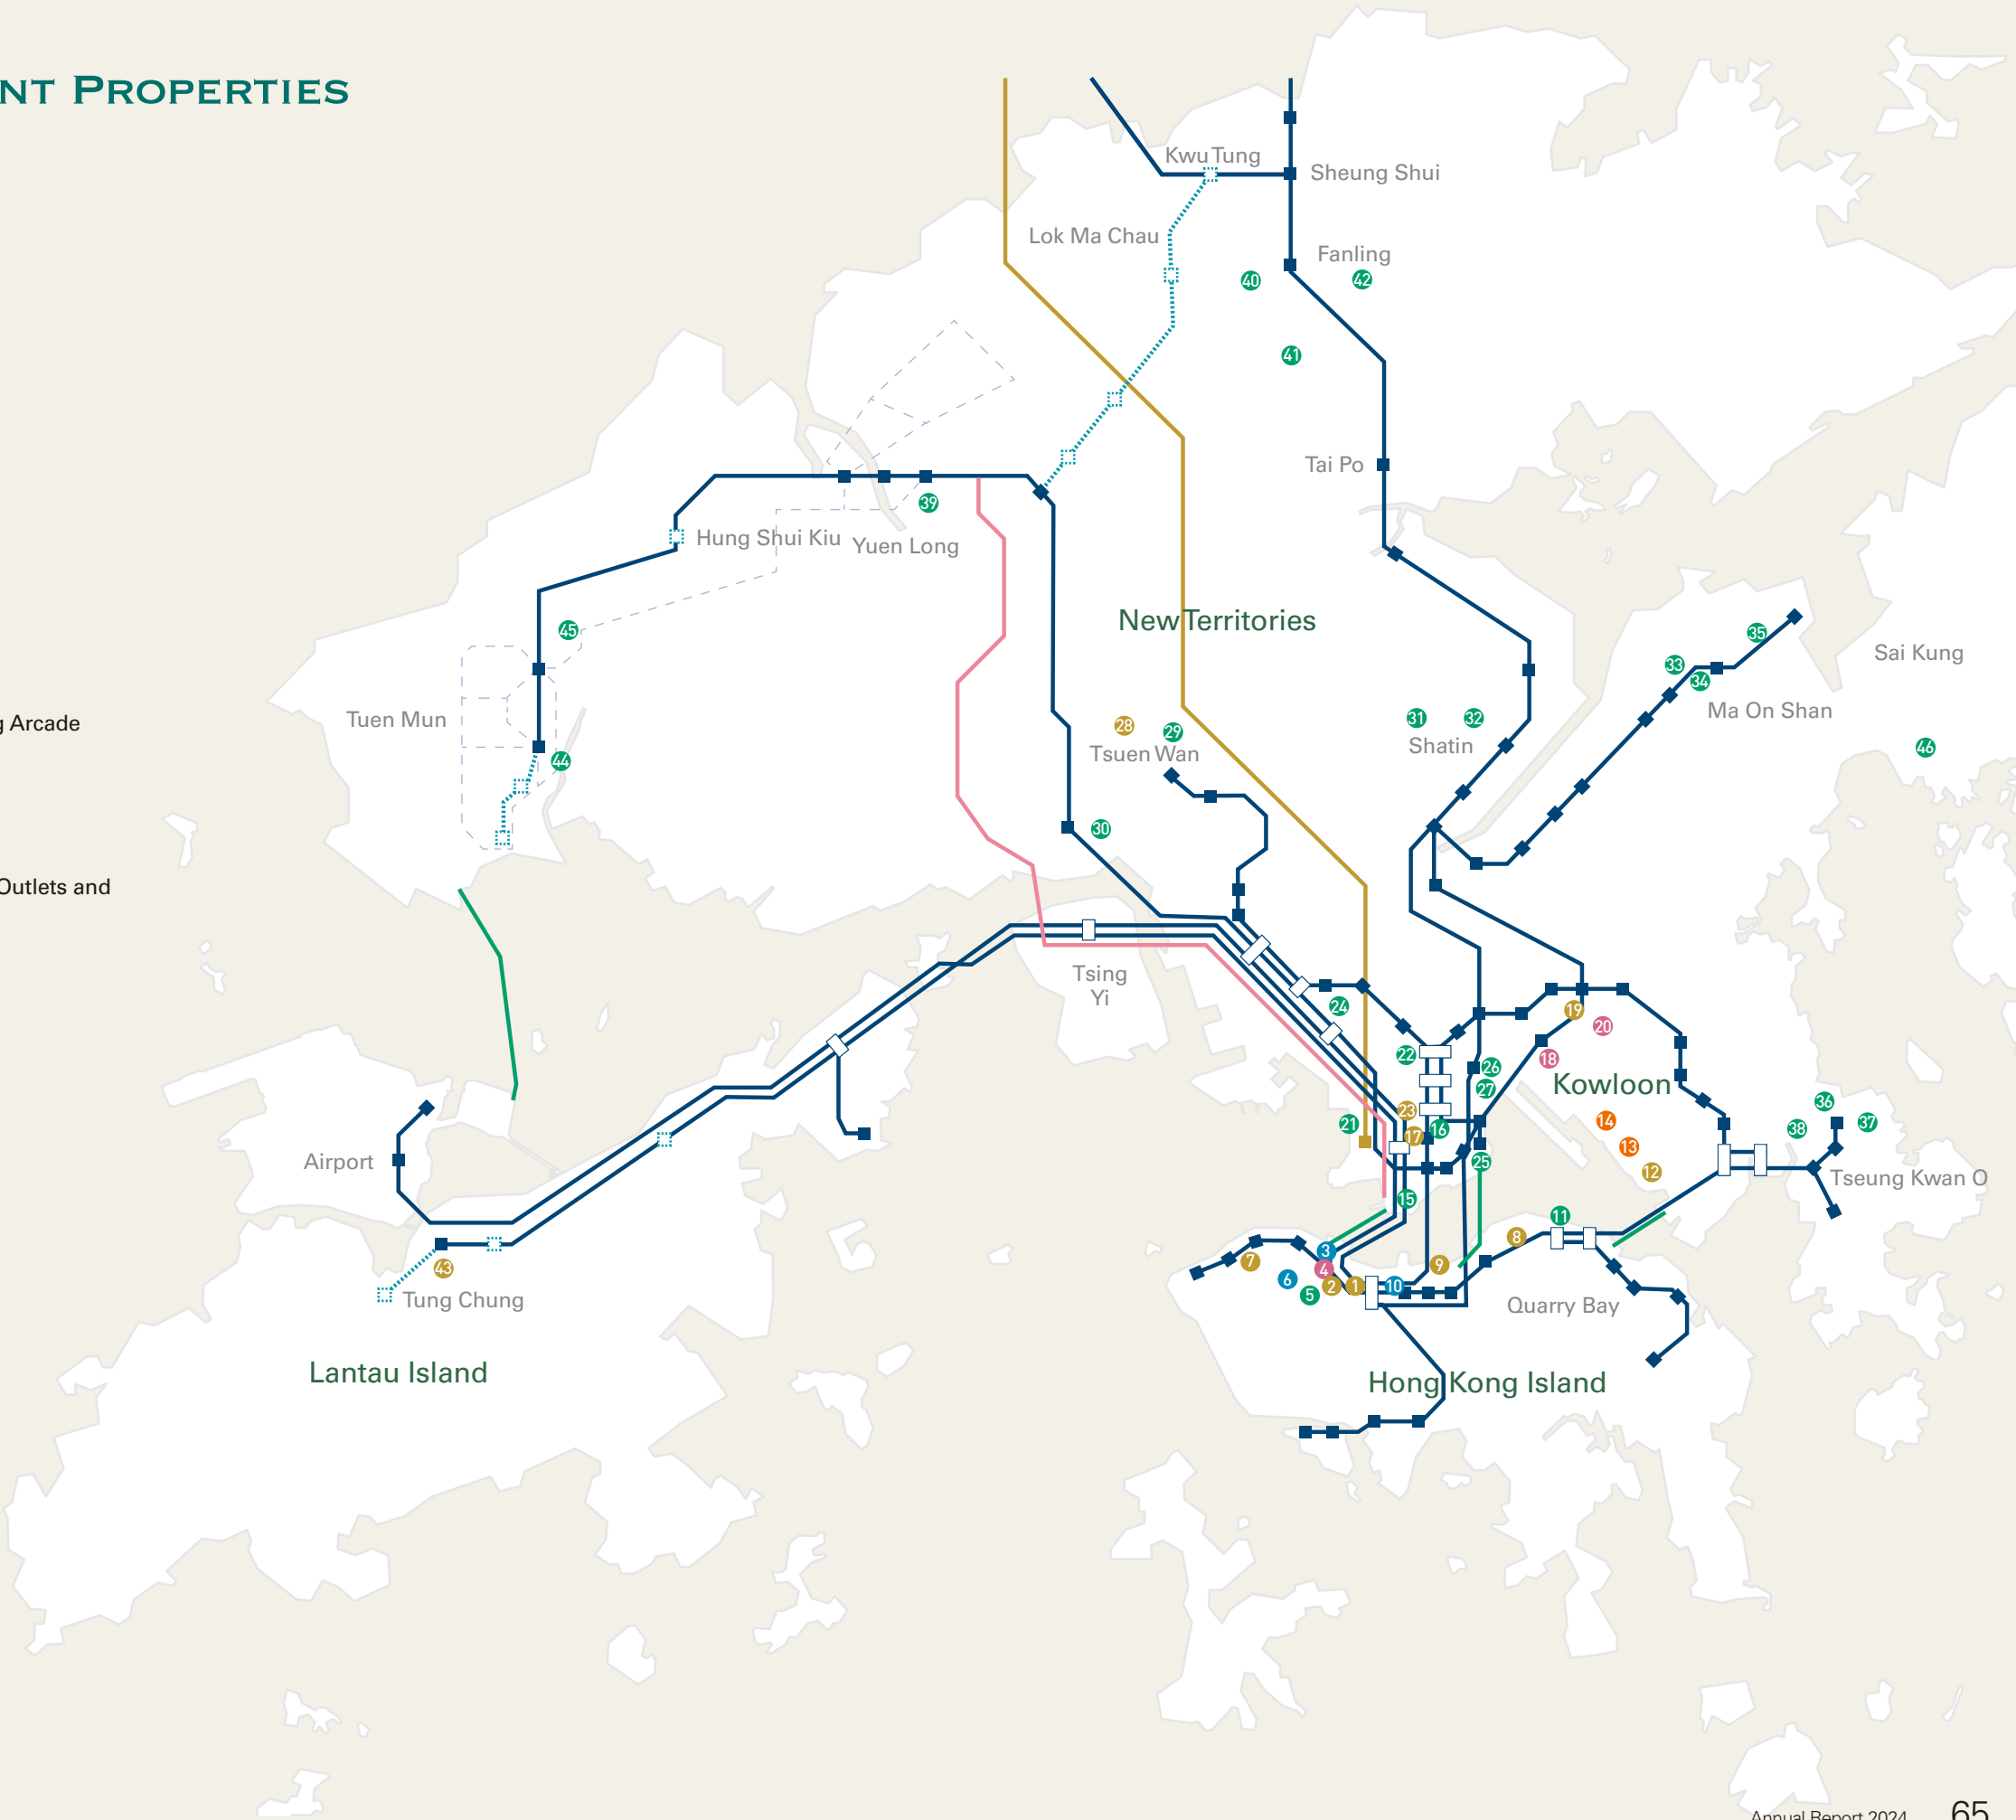 NT PROPERTIES
Kwu Tung
Sheung Shui
Lok Ma Chau
Fanling
40
42
41
Tai Po
39
Hung Shui Kiu
Yuen Long
New Territories
45
35
Sai Kung
33
34
Ma On Shan
Tuen Mun
g Arcade
28
29
31
32
Tsuen Wan
Shatin
46
44
30
Outlets and
Tsing
Yi
24
19
20
22
18
26
27
Kowloon
23
36
21
17
16
14
38
37
13
Airport
25
12
Tseung Kwan O
15
11
3
8
7
4
9
43
6
5
2
1
10
Tung Chung
Quarry Bay
Lantau Island
Hong Kong Island
Annual Report 2024
65